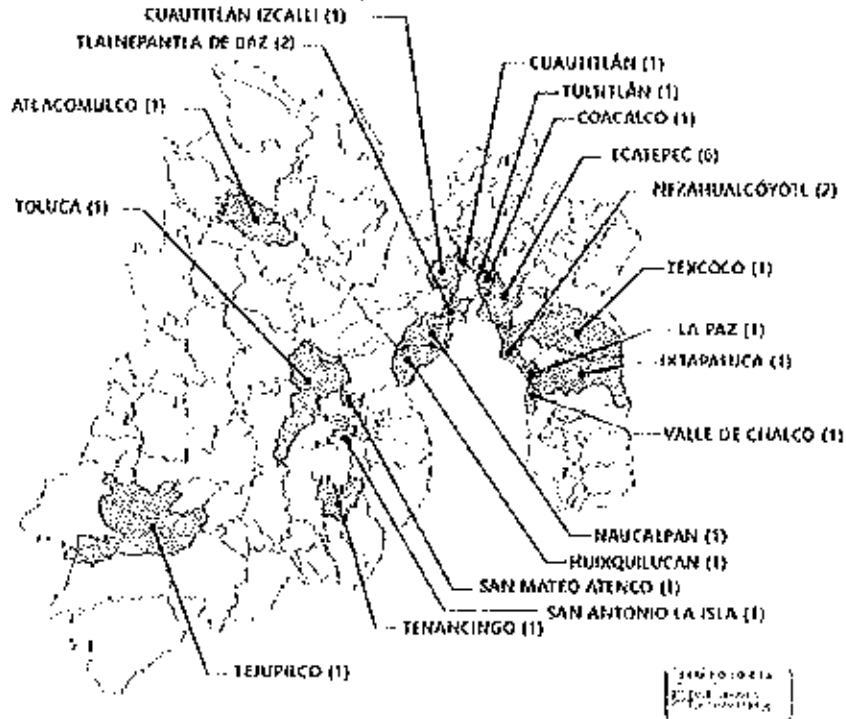 CUAUTITLÁN IZCALLI (1)
TLALNEPANTLA DE DÁZ (2)
CUAUTITLÁN (1)
TULTITLÁN (1)
ATLACOMULCO (1)
COACALCO (1)
ECATEPEC (6)
NEZAHUALCÓYOTL (2)
TOLUCA (1)
TEXCOCO (1)
LA PAZ (1)
IXTAPALUCA (1)
VALLE DE CHALCO (1)
NAUCALPAN (1)
HUIXQUILUCAN (1)
SAN MATEO ATENCO (1)
SAN ANTONIO LA ISLA (1)
TENANCINGO (1)
TEJUPILCO (1)